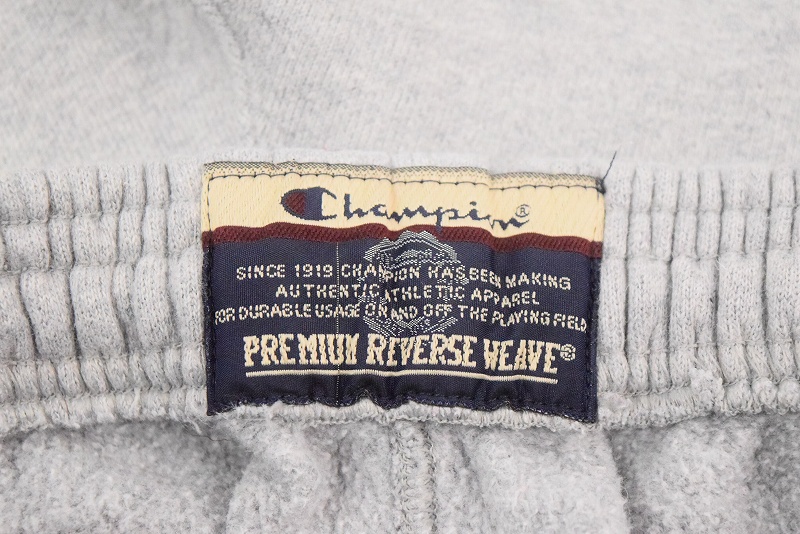 Champion®
SINCE 1919 CHAMPION HAS BEEN MAKING
AUTHENTIC ATHLETIC APPAREL
FOR DURABLE USAGE ON AND OFF THE PLAYING FIELD
PREMIUM REVERSE WEAVE®